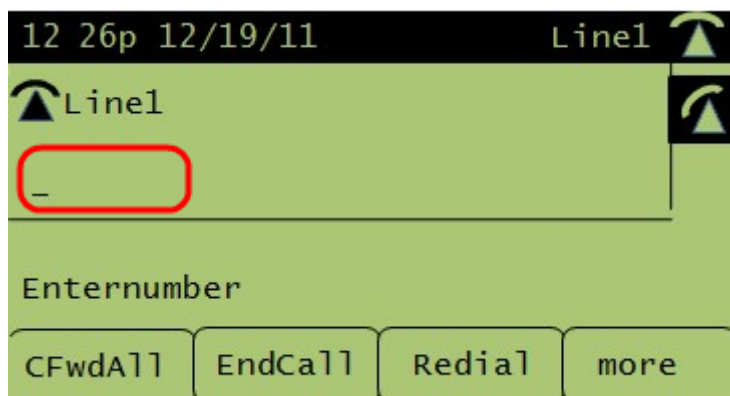 12 26p 12/19/11 Line1
Line1
_
Enternumber
CFwdAll EndCall Redial more